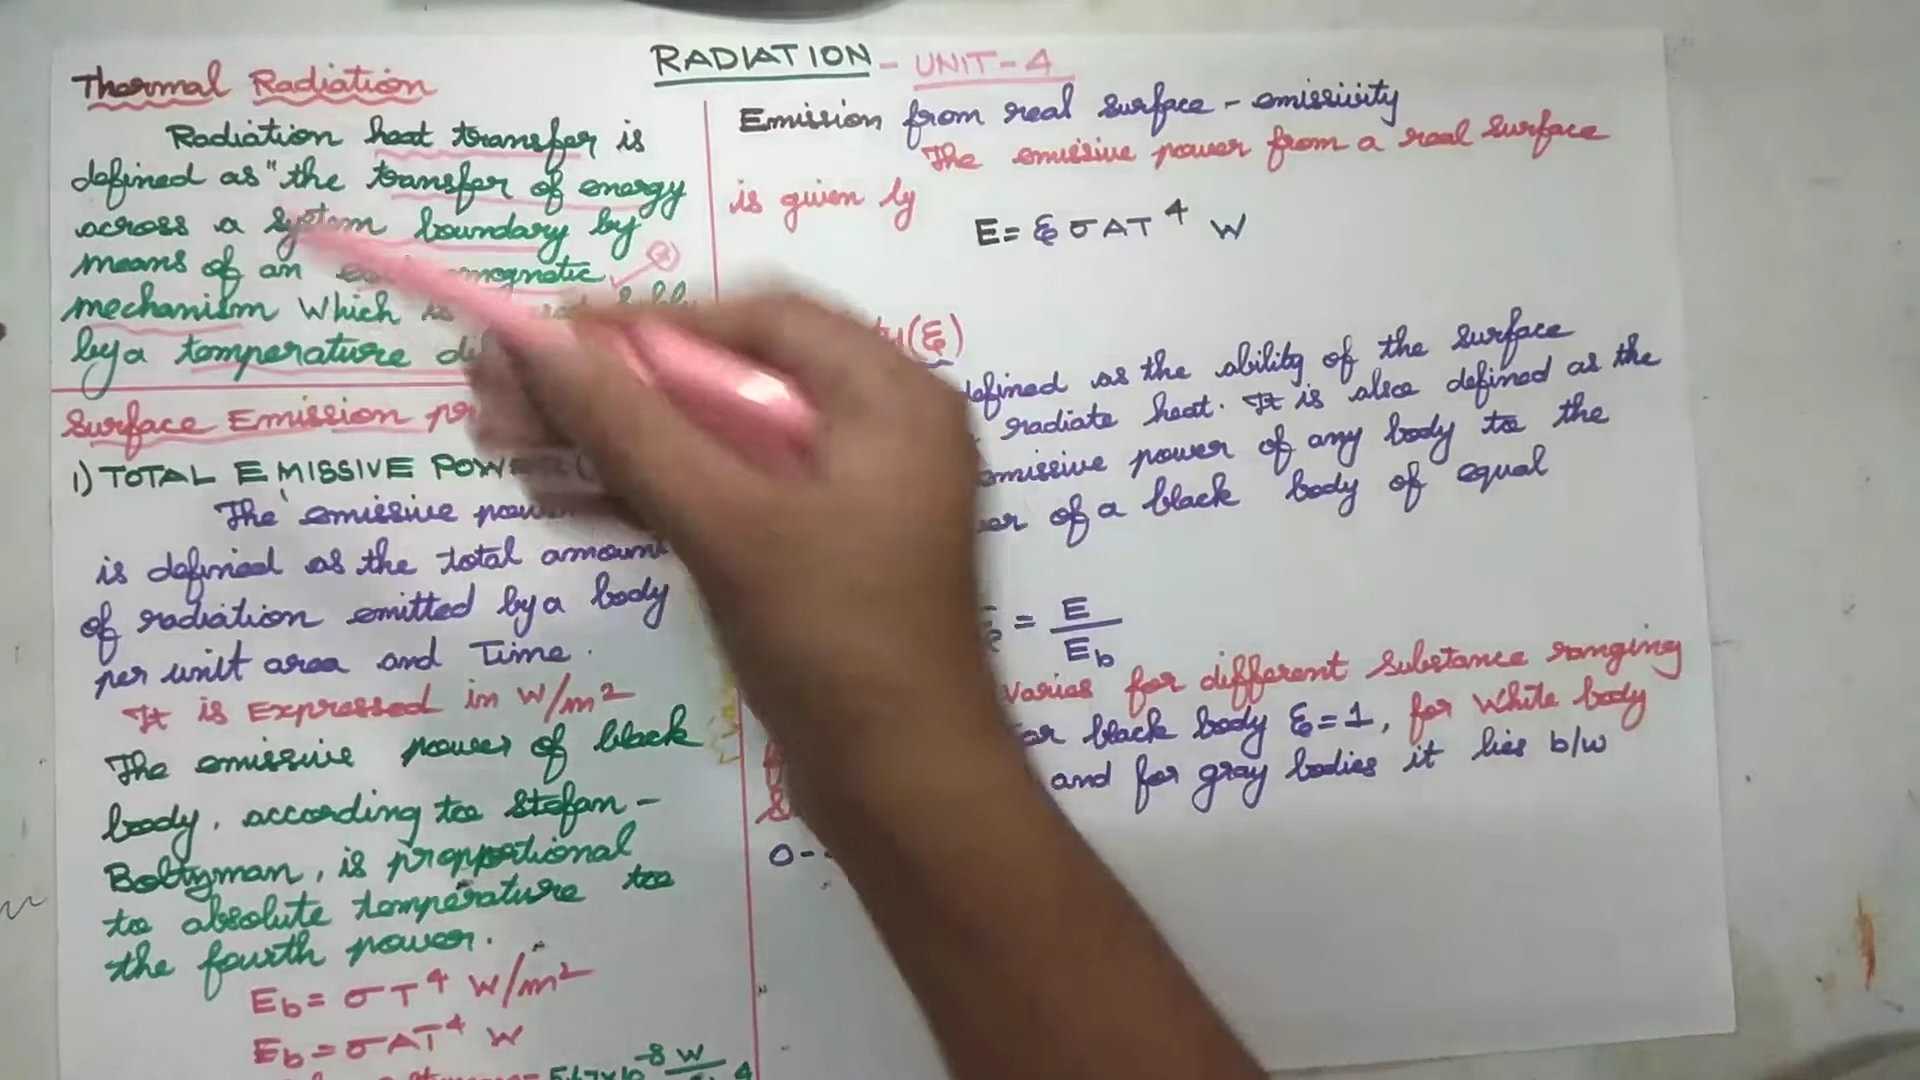 RADIATION - UNIT-4
Thermal Radiation
Radiation heat transfer is
defined as "the transfer of energy
across a system boundary by
means of an
mechanism which is
by a temperature
Surface Emission
1) TOTAL EMISSIVE POWER (
The emissive
is defined as the total amount
of radiation emitted by a body
per unit area and Time.
It is Expressed in W/m²
The emissive power of black
body, according to Stefan-
Boltzman, is proportional
to absolute temperature to
the fourth power.
Eb = σT⁴ W/m²
Eb = σAT⁴ W
Emission from real surface - emissivity
The emissive power from a real surface
is given by
E = ε σAT⁴ W
(ε)
defined as the ability of the surface
radiate heat. It is also defined as the
emissive power of any body to the
of a black body of equal
= E/Eb
varies for different substance ranging
black body ε=1, for white body
and for gray bodies it lies b/w